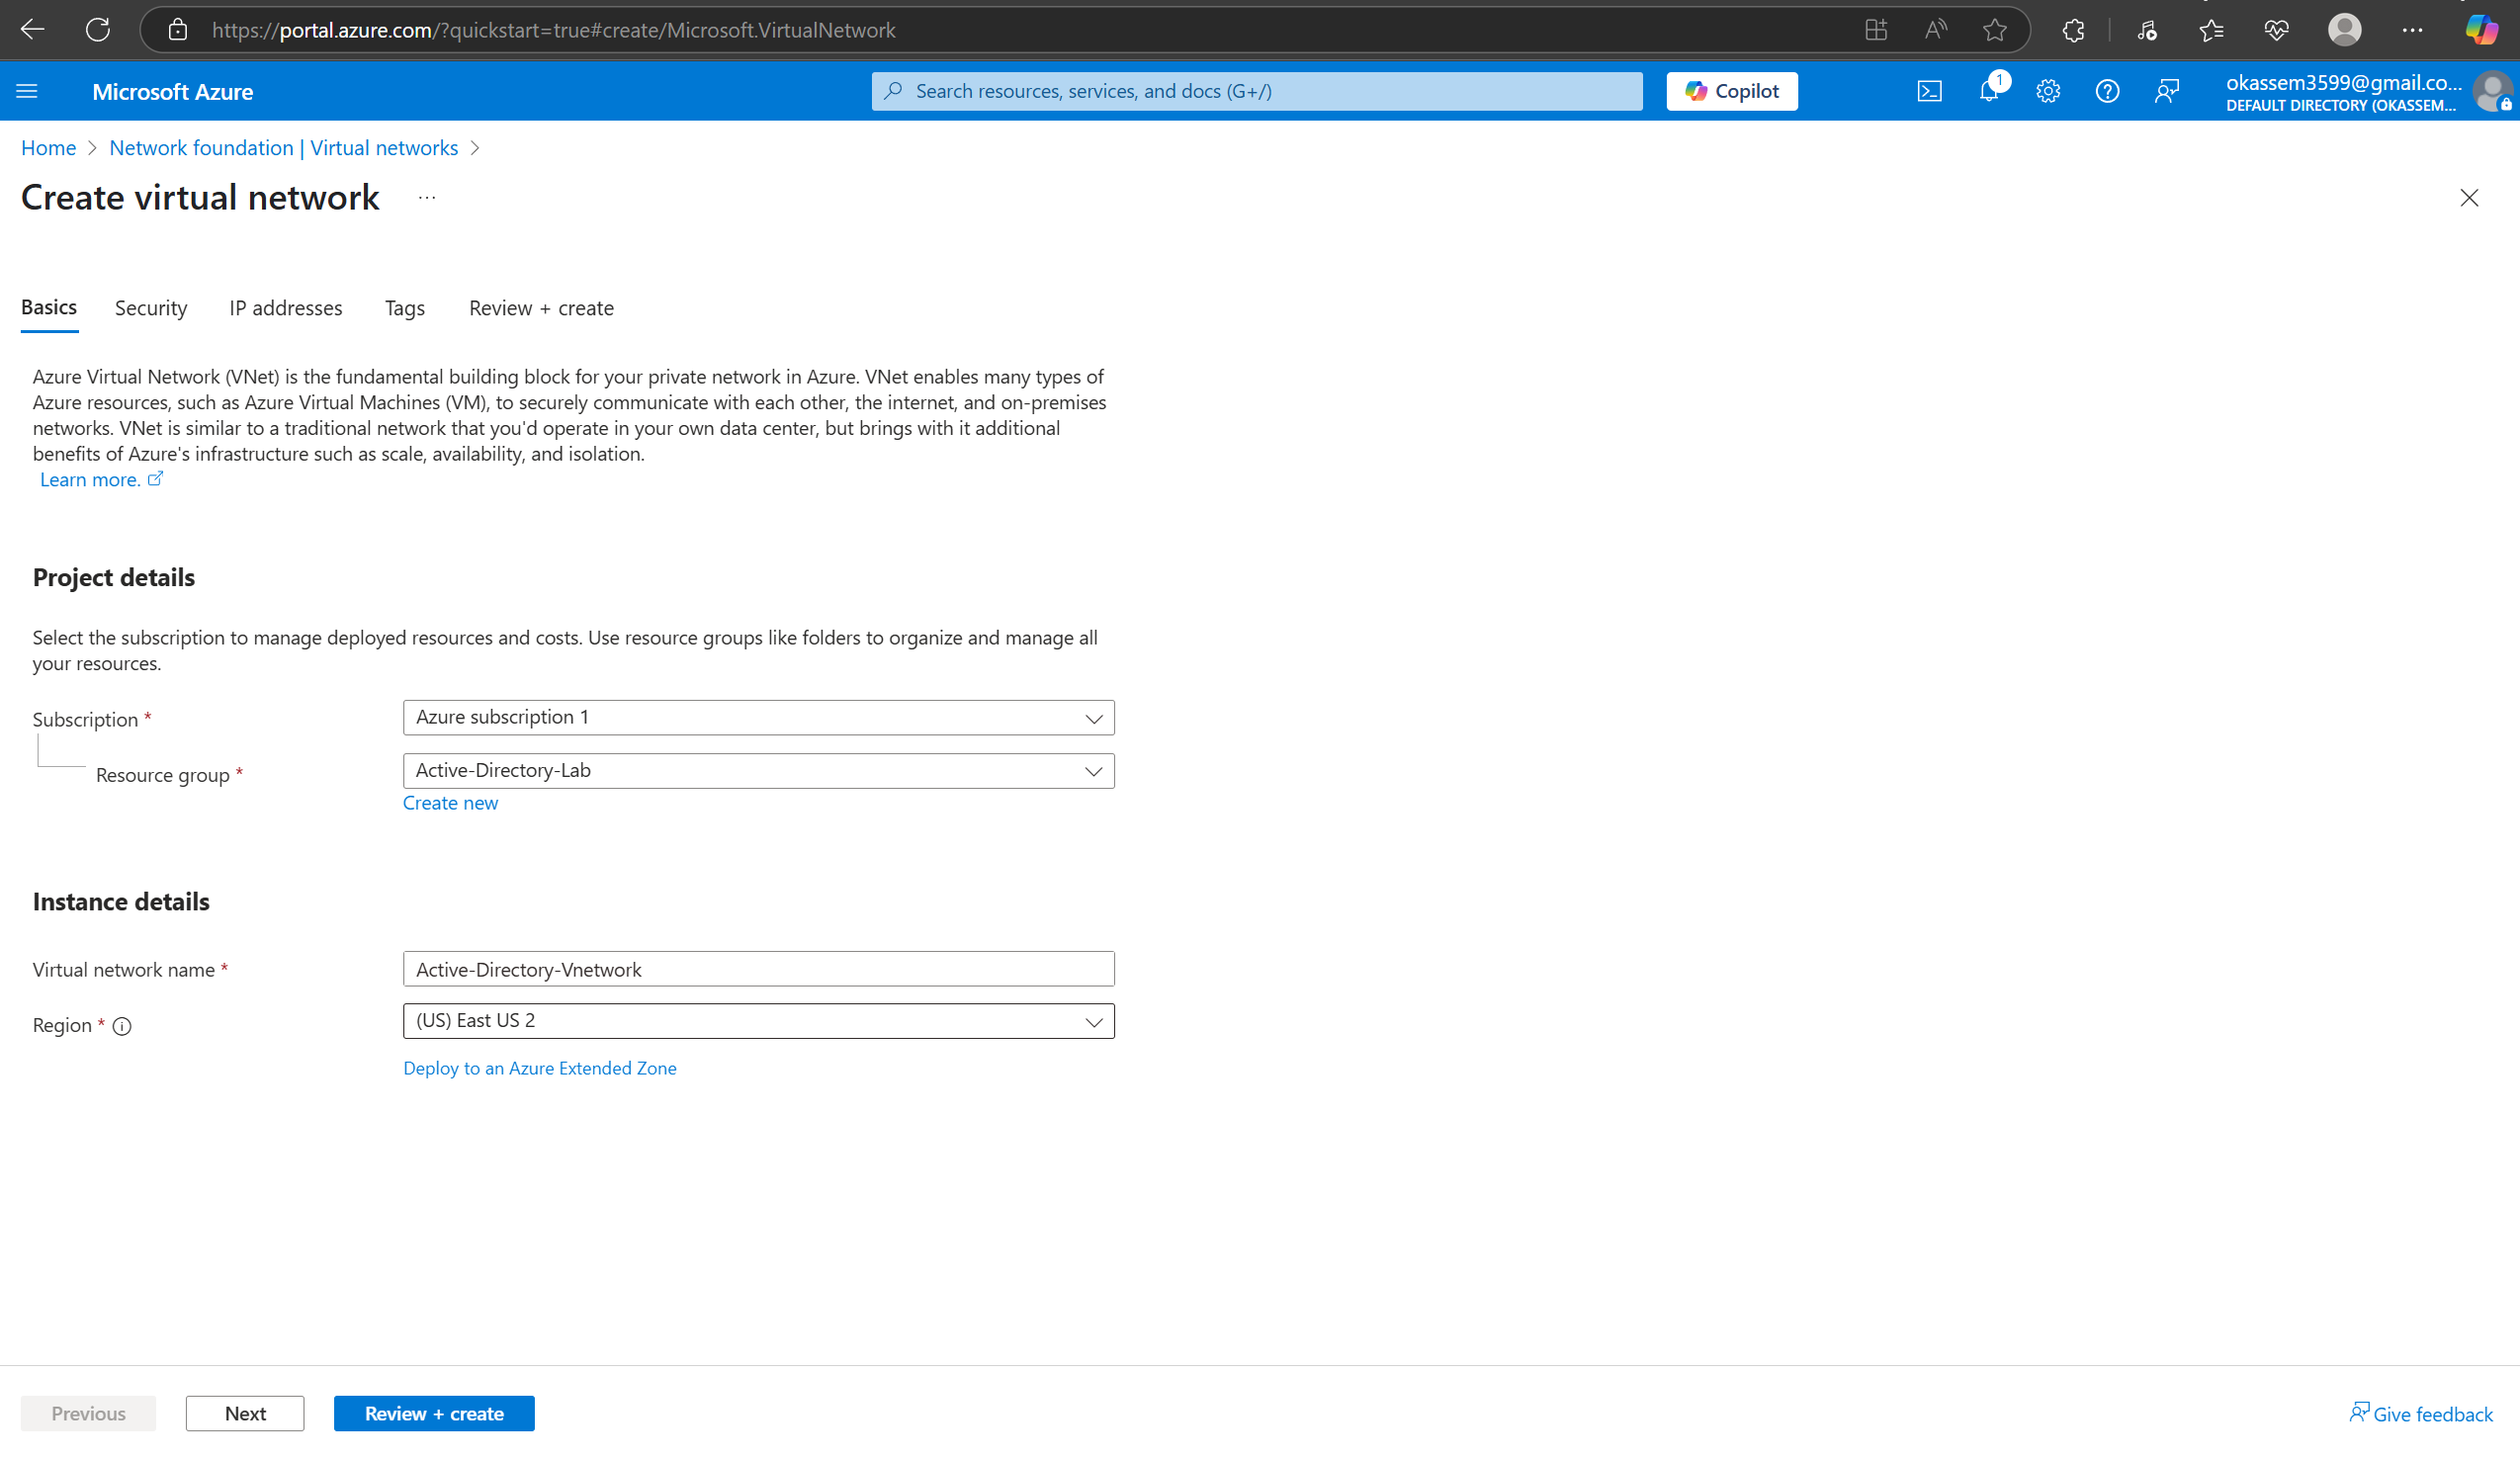 https://portal.azure.com/?quickstart=true#create/Microsoft.VirtualNetwork
Microsoft Azure
Search resources, services, and docs (G+/)
Copilot
1
okassem3599@gmail.co...
DEFAULT DIRECTORY (OKASSEM...
Home > Network foundation | Virtual networks >
Create virtual network ...
Basics Security IP addresses Tags Review + create
Azure Virtual Network (VNet) is the fundamental building block for your private network in Azure. VNet enables many types of
Azure resources, such as Azure Virtual Machines (VM), to securely communicate with each other, the internet, and on-premises
networks. VNet is similar to a traditional network that you'd operate in your own data center, but brings with it additional
benefits of Azure's infrastructure such as scale, availability, and isolation.
Learn more.
Project details
Select the subscription to manage deployed resources and costs. Use resource groups like folders to organize and manage all
your resources.
Subscription * Azure subscription 1
Resource group * Active-Directory-Lab
Create new
Instance details
Virtual network name * Active-Directory-Vnetwork
Region * (US) East US 2
Deploy to an Azure Extended Zone
Previous Next Review + create Give feedback